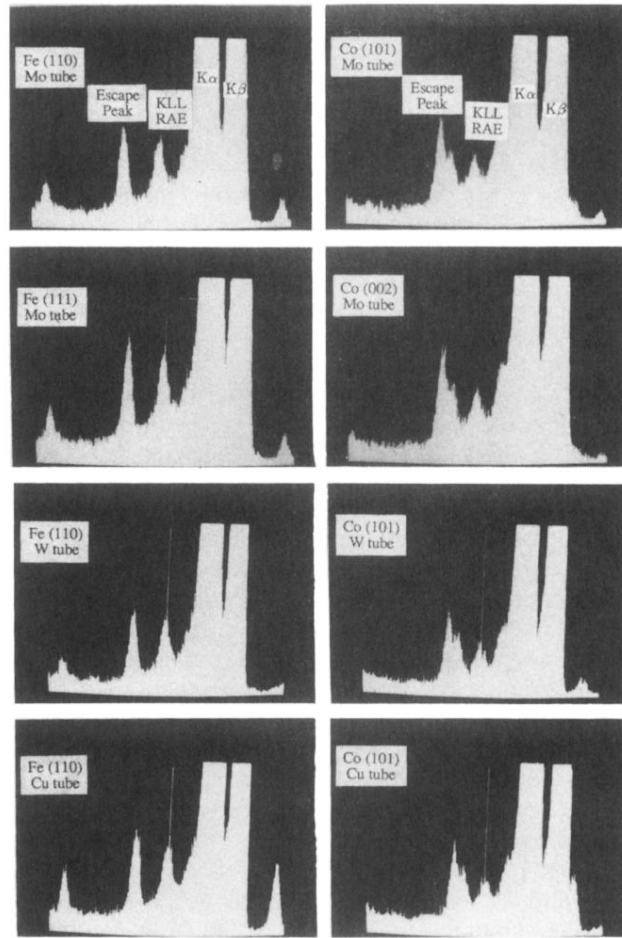 Fe (110)
Mo tube
Escape
Peak
KLL
RAE
Kα
Kβ
Co (101)
Mo tube
Escape
Peak
KLL
RAE
Kα
Kβ
Fe (111)
Mo tube
Co (002)
Mo tube
Fe (110)
W tube
Co (101)
W tube
Fe (110)
Cu tube
Co (101)
Cu tube